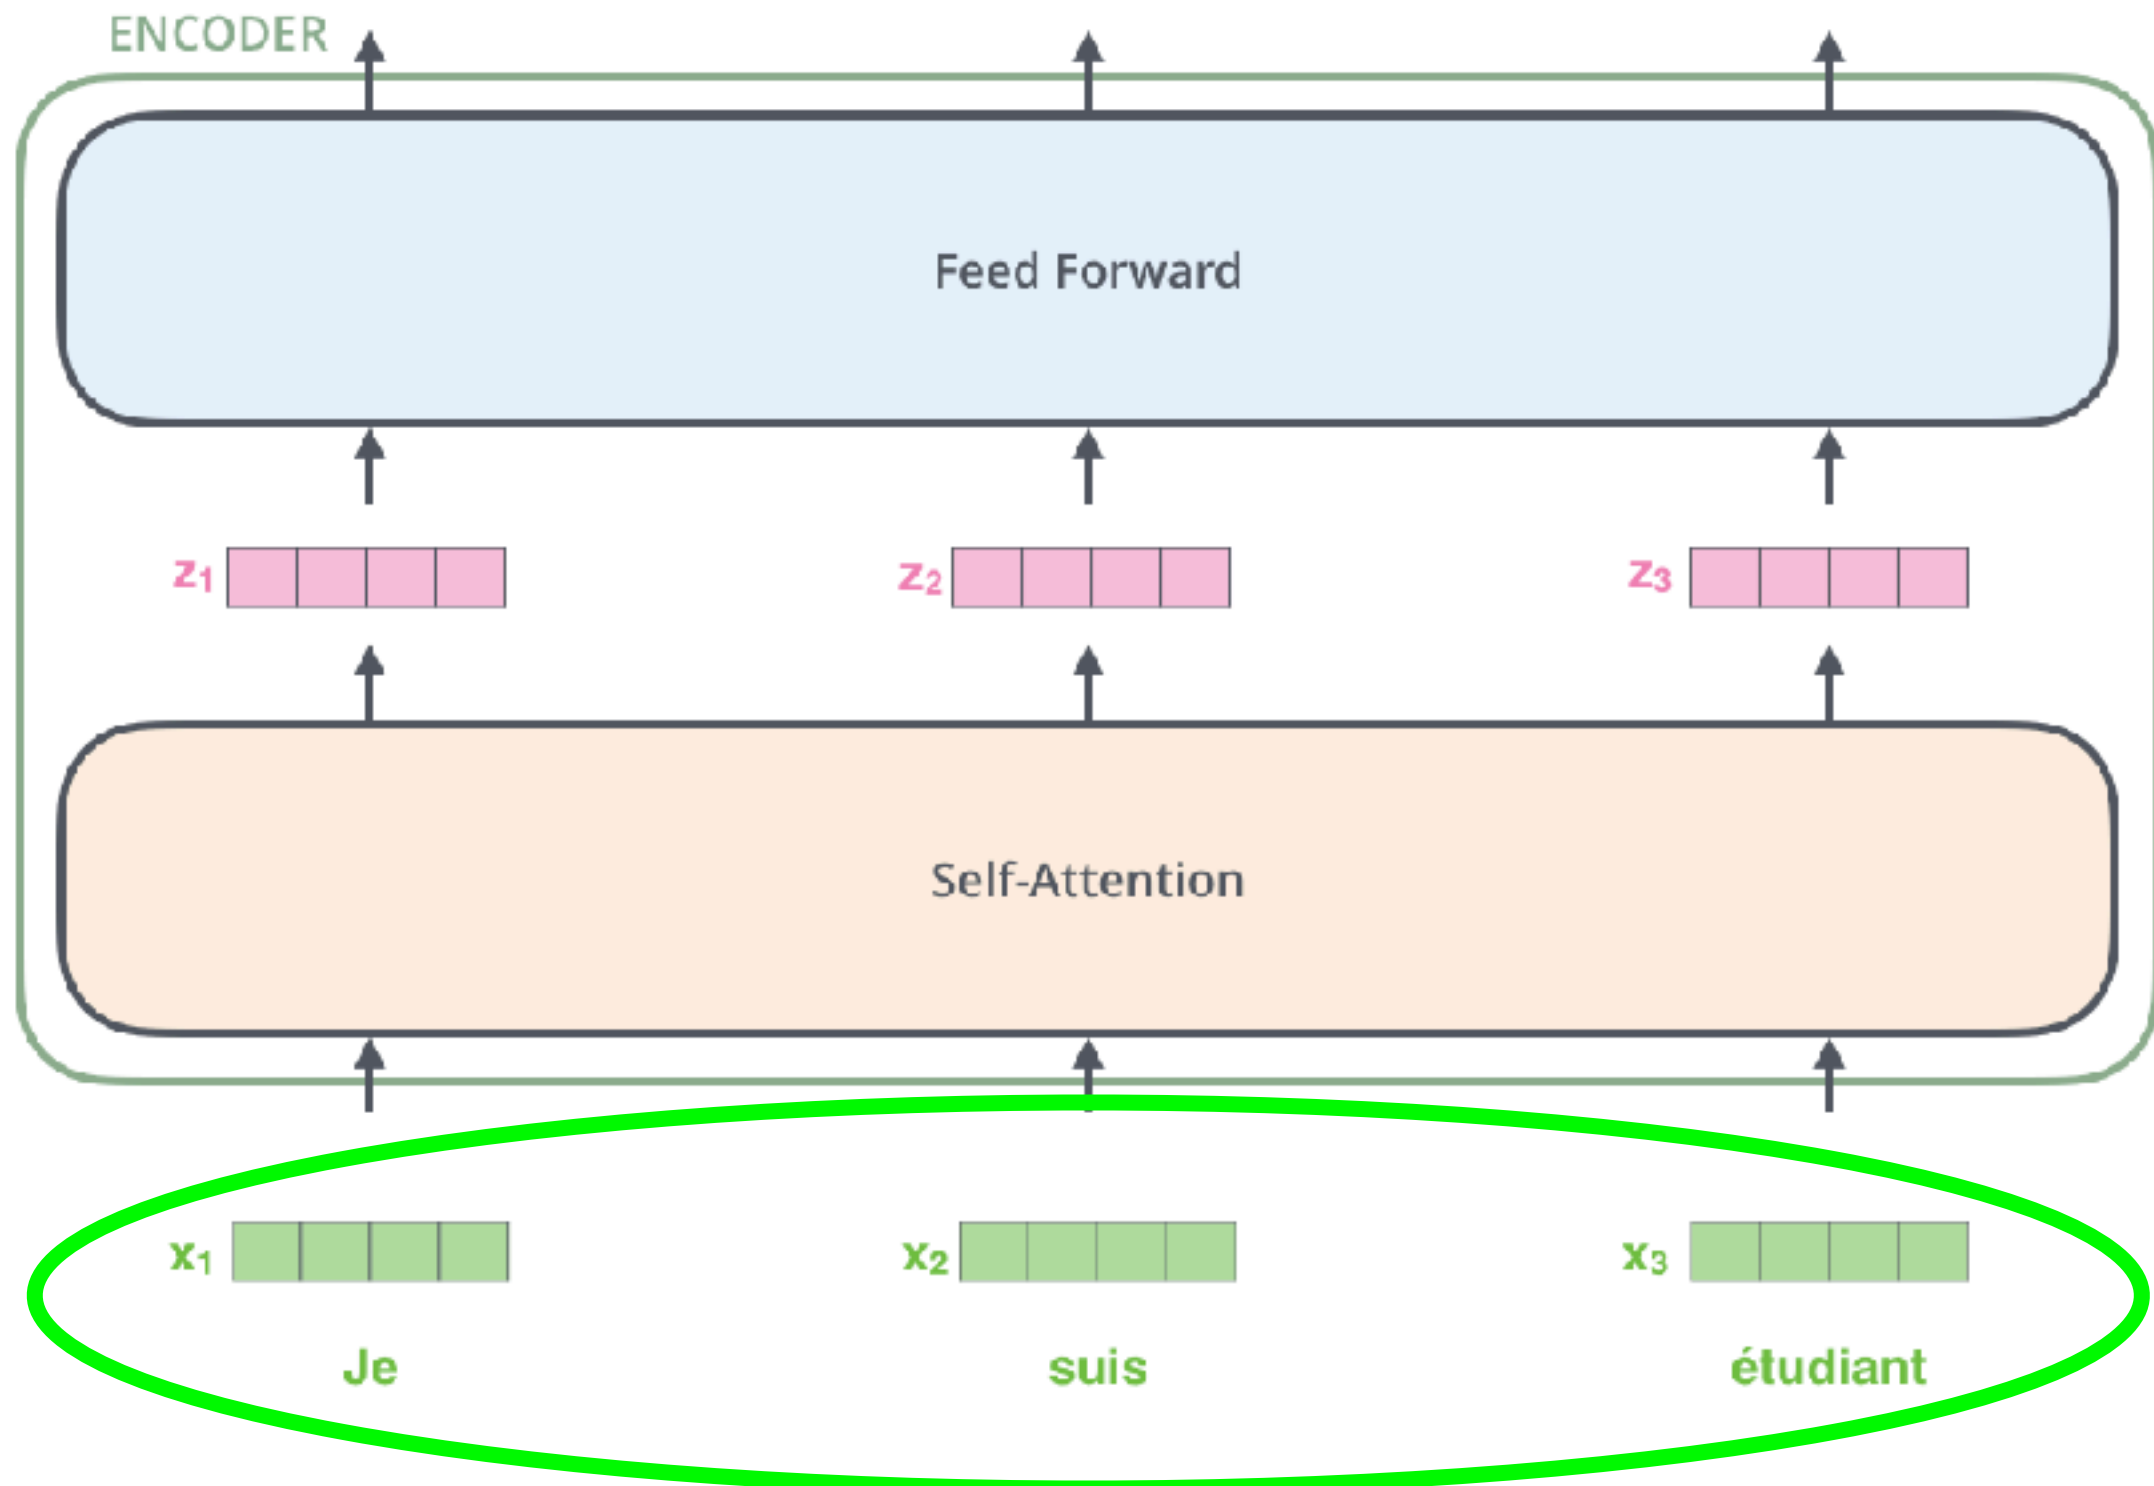 ENCODER
Feed Forward
z1 z2 z3
Self-Attention
x1 x2 x3
Je suis étudiant